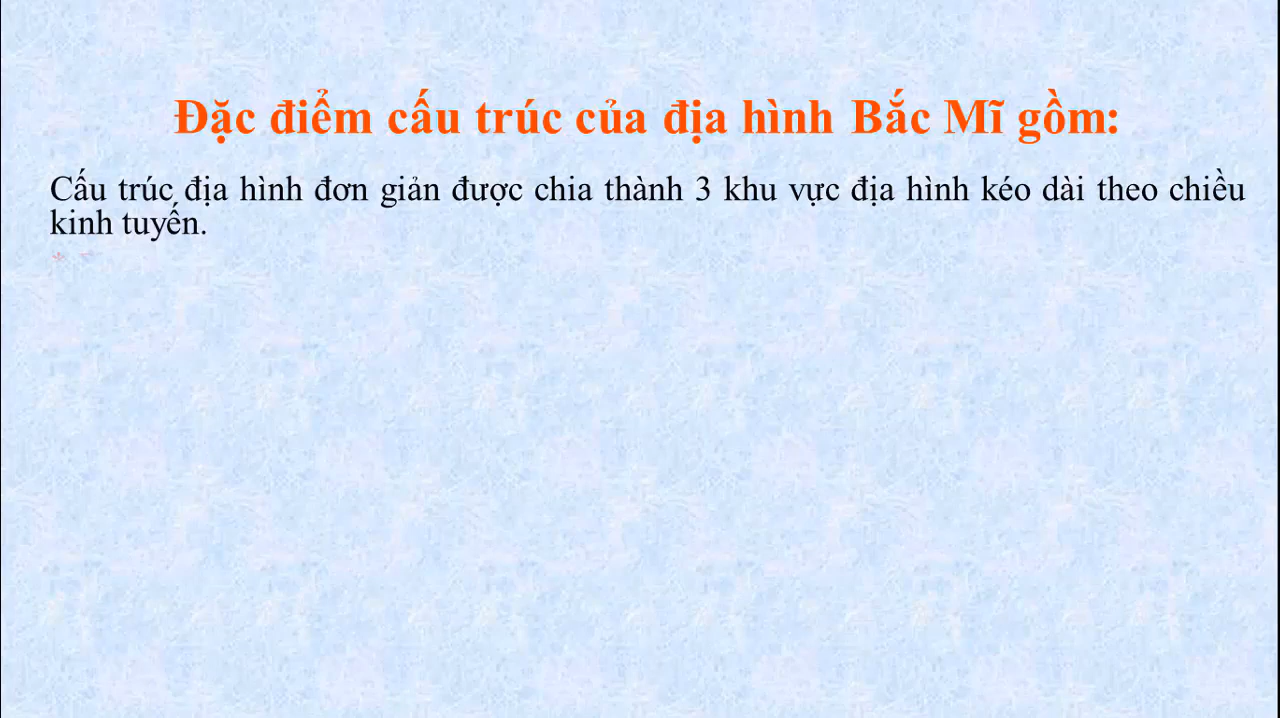 Đặc điểm cấu trúc của địa hình Bắc Mĩ gồm:
Cấu trúc địa hình đơn giản được chia thành 3 khu vực địa hình kéo dài theo chiều
kinh tuyến.
*